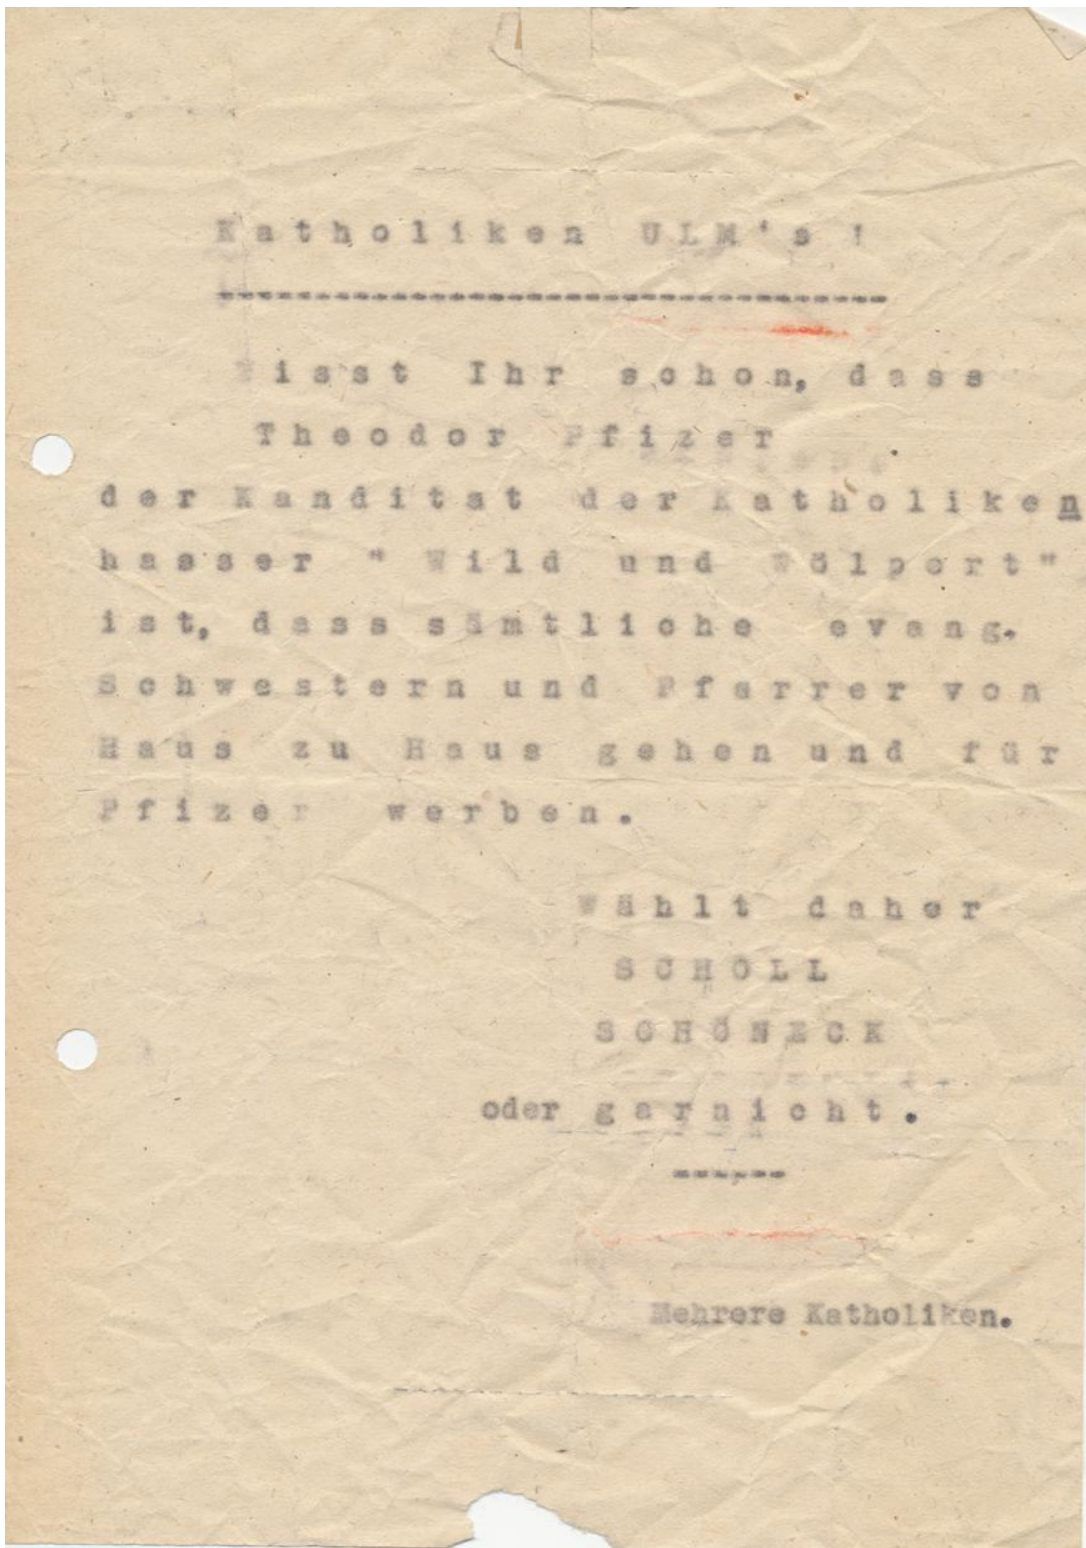 Katholiken ULM's !
Wisst Ihr schon, dass
Theodor Pfizer
der Kanditat der Katholiken
hasser " Wild und Wölpert"
ist, dass sämtliche evang.
Schwestern und Pfarrer von
Haus zu Haus gehen und für
Pfizer werben.
Wählt daher
SCHOLL
SCHÖNECK
oder garnicht.
Mehrere Katholiken.